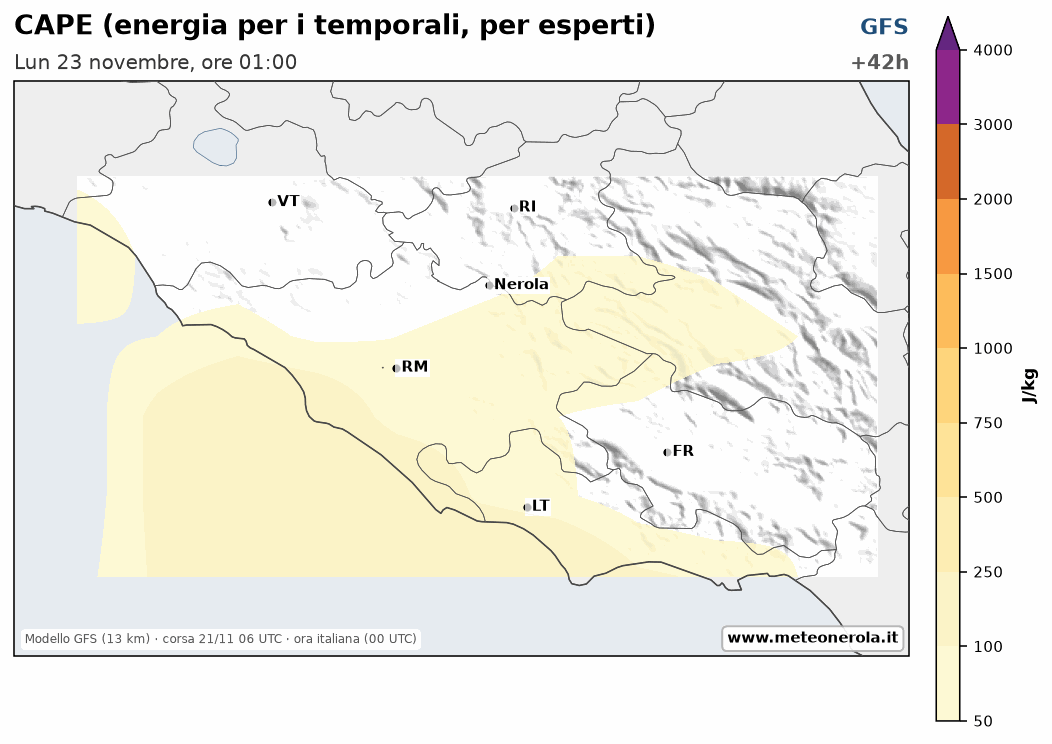 CAPE (energia per i temporali, per esperti)
GFS
Lun 23 novembre, ore 01:00
+42h
4000
3000
2000
1500
1000
750
500
250
100
50
J/kg
VT
RI
Nerola
RM
FR
LT
Modello GFS (13 km) · corsa 21/11 06 UTC · ora italiana (00 UTC)
www.meteonerola.it